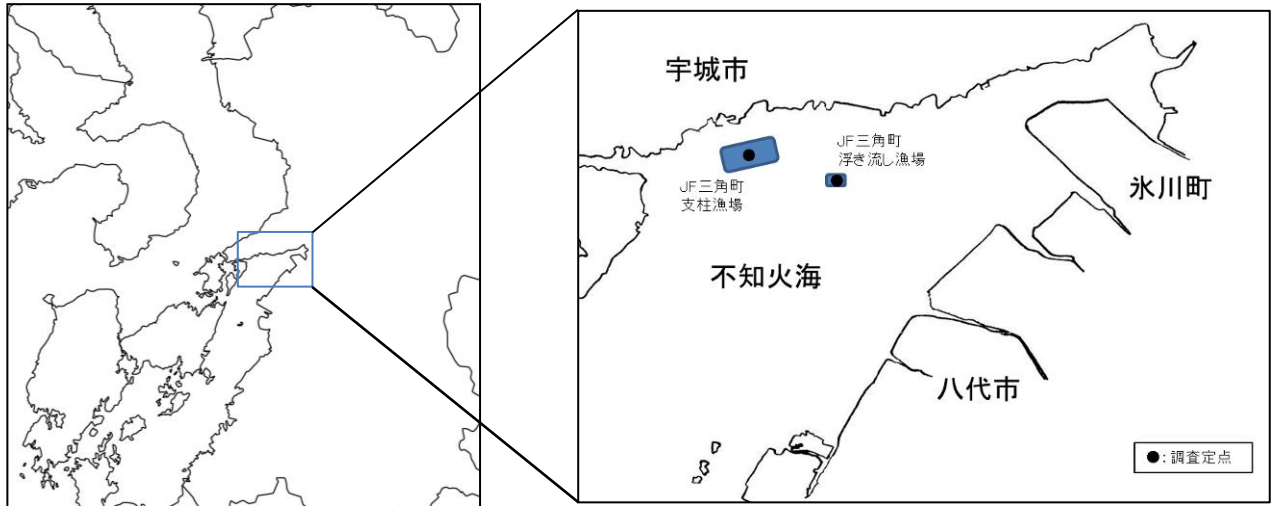 宇城市
JF三角町
浮き流し漁場
JF三角町
支柱漁場
氷川町
不知火海
八代市
●：調査定点